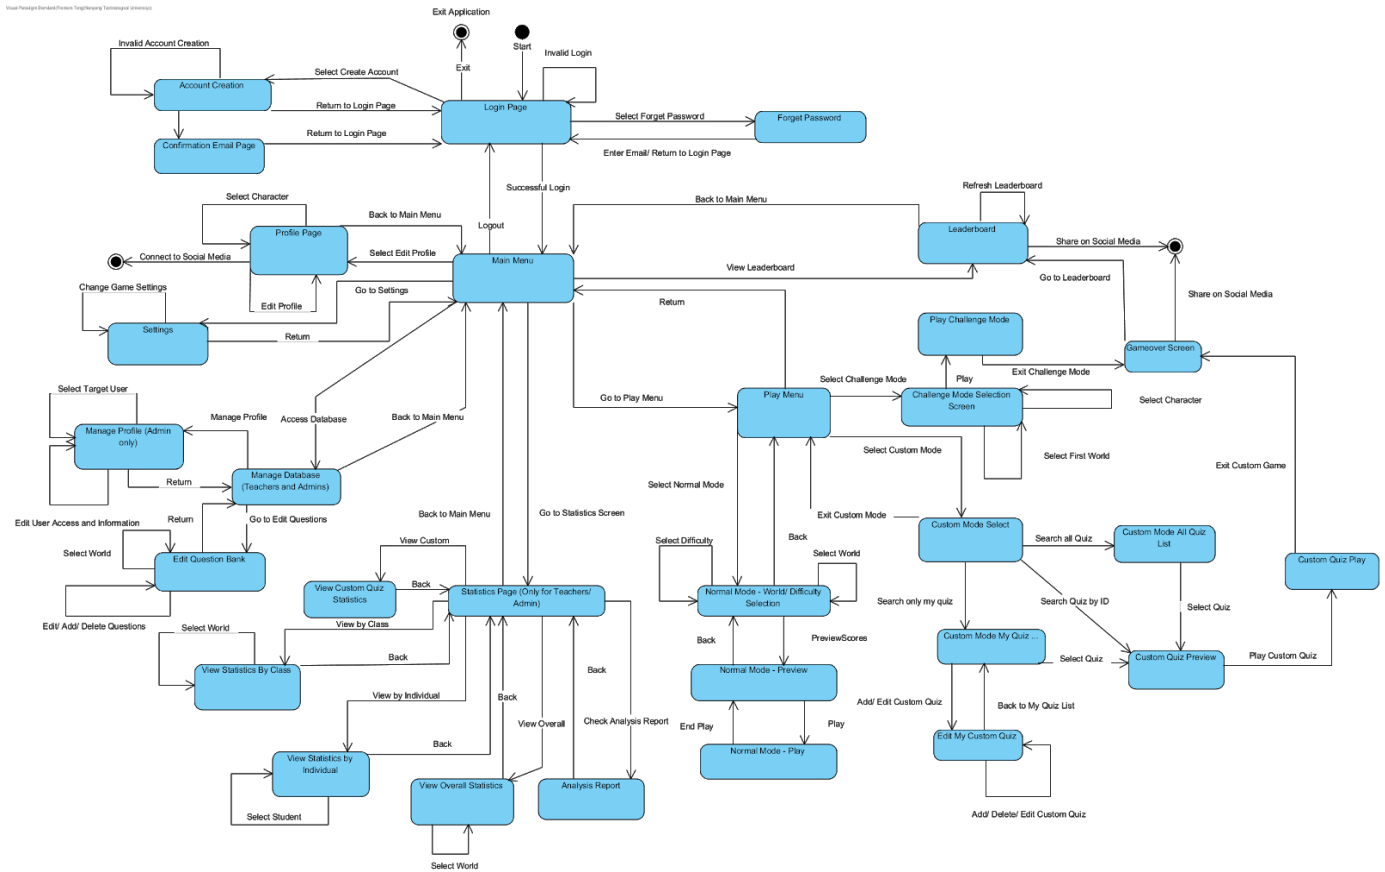 Visual Paradigm Standard(Terrann Tang(Nanyang Technological University))
Exit Application
Start
Invalid Account Creation
Invalid Login
Exit
Select Create Account
Account Creation
Return to Login Page
Login Page
Select Forget Password
Forget Password
Return to Login Page
Confirmation Email Page
Enter Email/ Return to Login Page
Successful Login
Refresh Leaderboard
Select Character
Back to Main Menu
Back to Main Menu
Logout
Leaderboard
Profile Page
Share on Social Media
Connect to Social Media
Select Edit Profile
Main Menu
View Leaderboard
Go to Leaderboard
Change Game Settings
Go to Settings
Share on Social Media
Edit Profile
Return
Settings
Return
Play Challenge Mode
Gameover Screen
Exit Challenge Mode
Select Challenge Mode
Play
Select Target User
Go to Play Menu
Play Menu
Challenge Mode Selection
Screen
Select Character
Manage Profile
Access Database
Back to Main Menu
Manage Profile (Admin
only)
Select Custom Mode
Select First World
Exit Custom Game
Manage Database
(Teachers and Admins)
Return
Select Normal Mode
Edit User Access and Information
Return
Go to Edit Questions
Back to Main Menu
Go to Statistics Screen
Exit Custom Mode
Custom Mode Select
Custom Mode All Quiz
List
Search all Quiz
Back
Select World
View Custom
Select Difficulty
Select World
Edit Question Bank
Custom Quiz Play
View Custom Quiz
Statistics
Back
Statistics Page (Only for Teachers/
Admin)
Normal Mode - World/ Difficulty
Selection
Search only my quiz
Search Quiz by ID
Select Quiz
Edit/ Add/ Delete Questions
Select World
View by Class
Back
PreviewScores
Custom Mode My Quiz ...
Back
Select Quiz
Custom Quiz Preview
Play Custom Quiz
View Statistics By Class
Back
Normal Mode - Preview
View by Individual
Back
Add/ Edit Custom Quiz
Back to My Quiz List
View Overall
Check Analysis Report
End Play
Play
Back
Edit My Custom Quiz
Normal Mode - Play
View Statistics by
Individual
View Overall Statistics
Analysis Report
Select Student
Add/ Delete/ Edit Custom Quiz
Select World